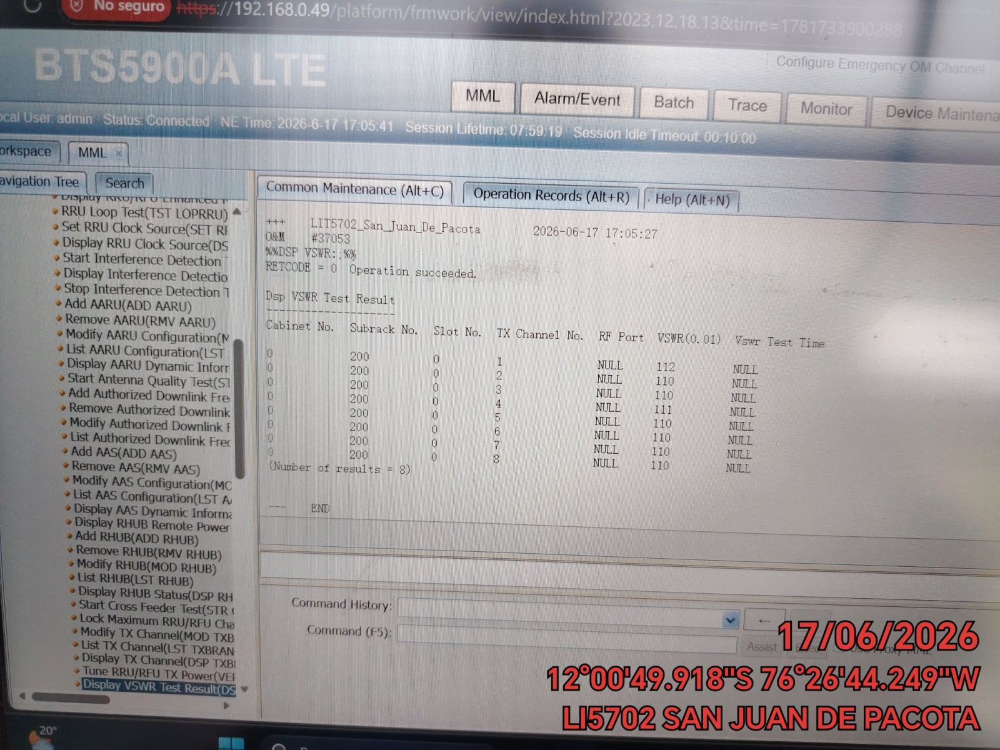 No seguro https://192.168.0.49/platform/frmwork/view/index.html?2023.12.18.13&time=1781733900288
BTS5900A LTE
Configure Emergency OM Channel
MML Alarm/Event Batch Trace Monitor Device Maintena
ocal User: admin Status: Connected NE Time: 2026-6-17 17:05:41 Session Lifetime: 07:59:19 Session Idle Timeout: 00:10:00
orkspace MML
avigation Tree Search
RRU Loop Test(TST LOPRRU)
Set RRU Clock Source(SET RF
Display RRU Clock Source(DS
Start Interference Detection
Display Interference Detectio
Stop Interference Detection T
Add AARU(ADD AARU)
Remove AARU(RMV AARU)
Modify AARU Configuration(M
List AARU Configuration(LST
Display AARU Dynamic Inforr
Start Antenna Quality Test(ST
Add Authorized Downlink Fre
Remove Authorized Downlink
Modify Authorized Downlink F
List Authorized Downlink Frec
Add AAS(ADD AAS)
Remove AAS(RMV AAS)
Modify AAS Configuration(MC
List AAS Configuration(LST A
Display AAS Dynamic Informa
Display RHUB Remote Power
Add RHUB(ADD RHUB)
Remove RHUB(RMV RHUB)
Modify RHUB(MOD RHUB)
List RHUB(LST RHUB)
Display RHUB Status(DSP RH
Start Cross Feeder Test(STR
Lock Maximum RRU/RFU Cha
Modify TX Channel(MOD TXB
List TX Channel(LST TXBRAN
Display TX Channel(DSP TXB
Tune RRU/RFU TX Power(VEF
Display VSWR Test Result(DS
Common Maintenance (Alt+C) Operation Records (Alt+R) Help (Alt+N)
+++ LIT5702_San_Juan_De_Pacota 2026-06-17 17:05:27
O&M #37053
%%DSP VSWR:;%%
RETCODE = 0 Operation succeeded.
Dsp VSWR Test Result
--------------------
Cabinet No. Subrack No. Slot No. TX Channel No. RF Port VSWR(0.01) Vswr Test Time
0 200 0 1 NULL 112 NULL
0 200 0 2 NULL 110 NULL
0 200 0 3 NULL 110 NULL
0 200 0 4 NULL 111 NULL
0 200 0 5 NULL 110 NULL
0 200 0 6 NULL 110 NULL
0 200 0 7 NULL 110 NULL
0 200 0 8 NULL 110 NULL
(Number of results = 8)
--- END
Command History:
Command (F5):
Assist
20°
17/06/2026
12°00'49.918"S 76°26'44.249"W
LI5702 SAN JUAN DE PACOTA